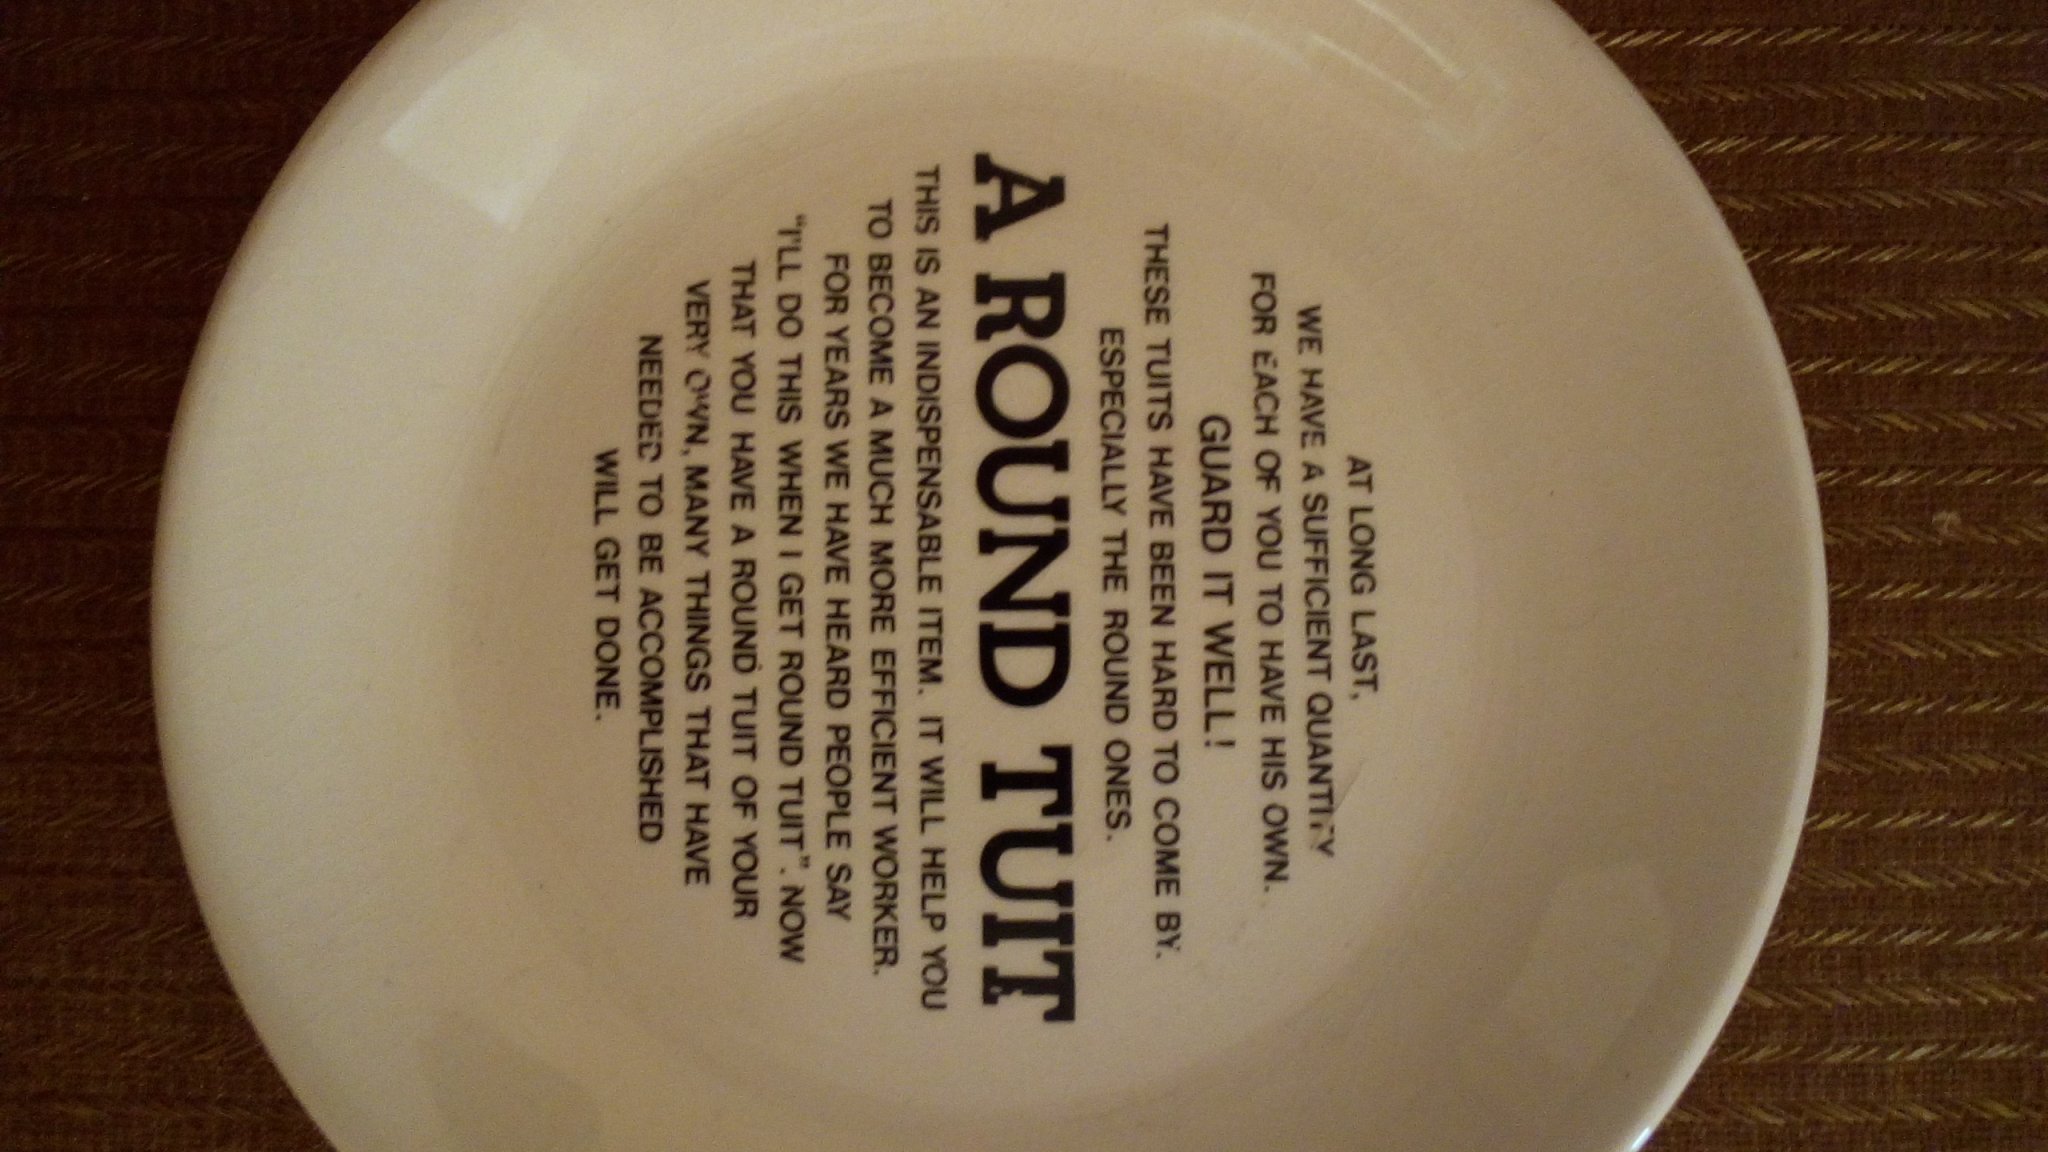 AT LONG LAST,
WE HAVE A SUFFICIENT QUANTITY
FOR EACH OF YOU TO HAVE HIS OWN.
GUARD IT WELL!
THESE TUITS HAVE BEEN HARD TO COME BY.
ESPECIALLY THE ROUND ONES.
A ROUND TUIT
THIS IS AN INDISPENSABLE ITEM. IT WILL HELP YOU
TO BECOME A MUCH MORE EFFICIENT WORKER.
FOR YEARS WE HAVE HEARD PEOPLE SAY
"I'LL DO THIS WHEN I GET ROUND TUIT". NOW
THAT YOU HAVE A ROUND TUIT OF YOUR
VERY OWN, MANY THINGS THAT HAVE
NEEDED TO BE ACCOMPLISHED
WILL GET DONE.